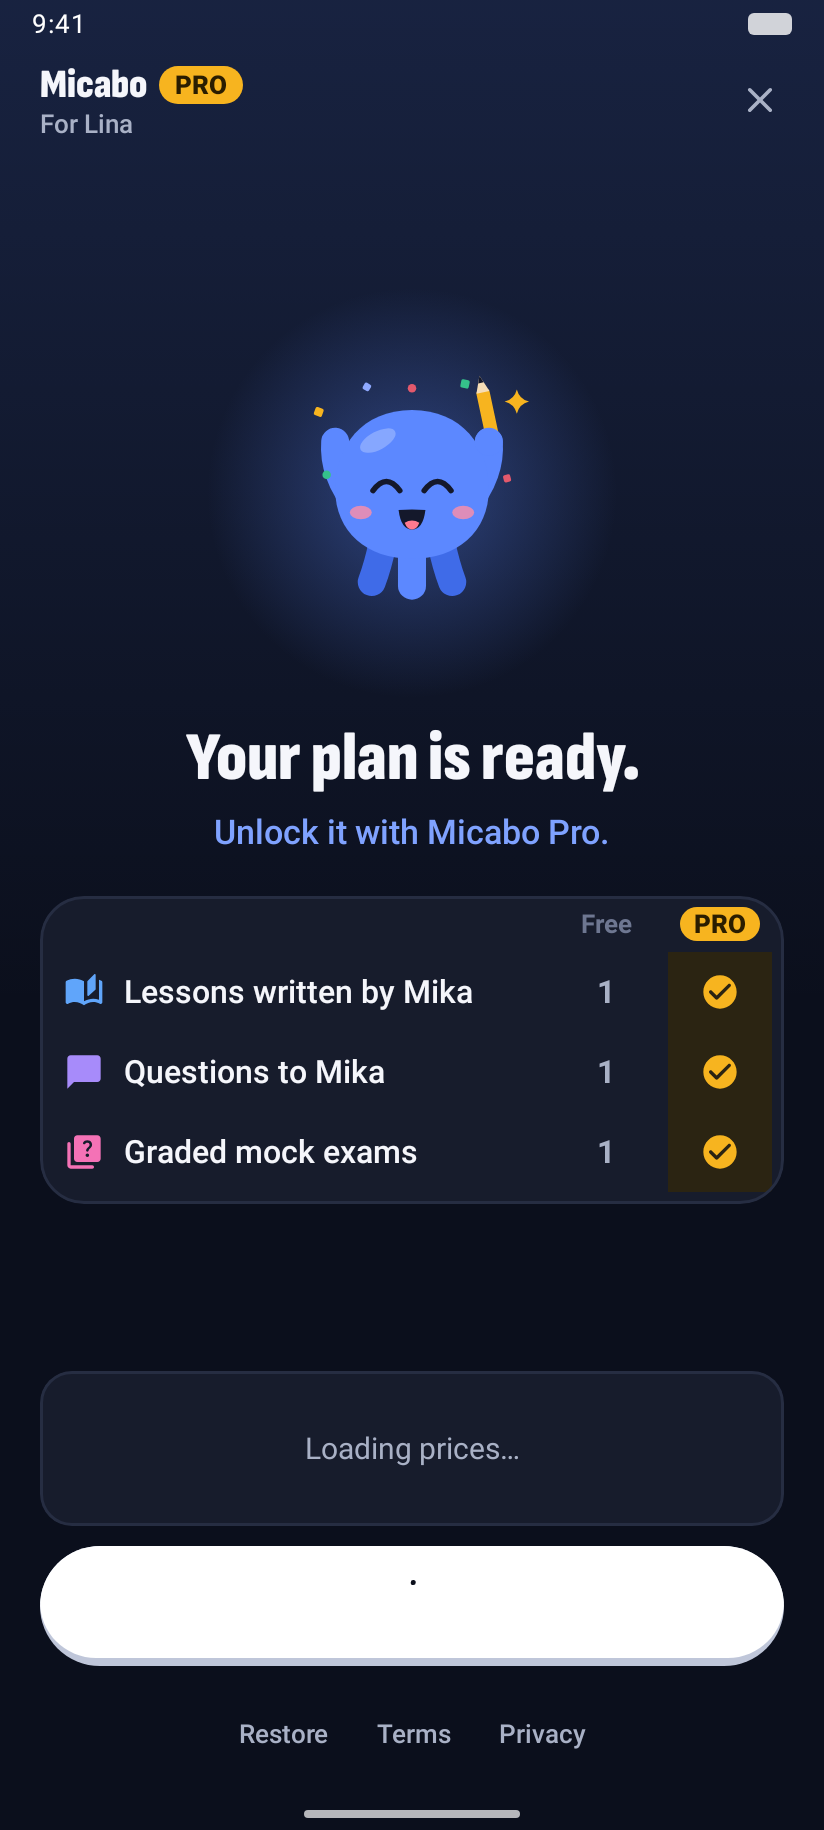 9:41
Micabo PRO
For Lina
Your plan is ready.
Unlock it with Micabo Pro.
Free PRO
Lessons written by Mika 1
Questions to Mika 1
Graded mock exams 1
Loading prices…
Restore Terms Privacy